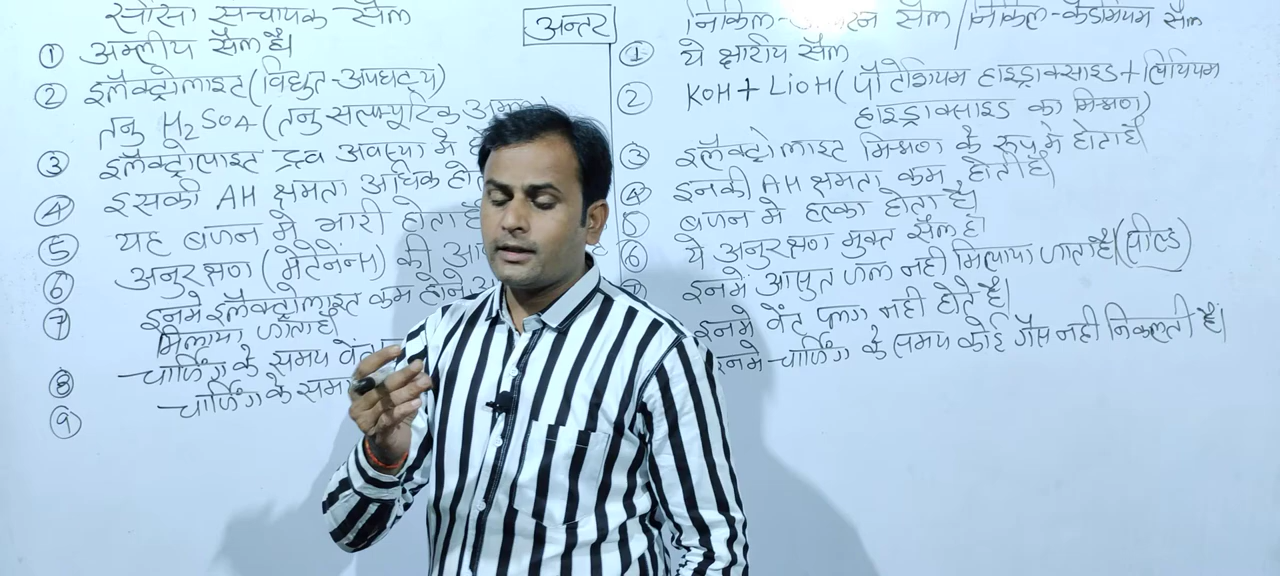 सीसा सन्चायक सैल
① अम्लीय सैल है।
② इलैक्ट्रोलाइट (विद्युत-अपघट्य)
तनु H2SO4 (तनु सल्फ्यूरिक अम्ल)
③ इलैक्ट्रोलाइट द्रव अवस्था मे
④ इसकी AH क्षमता अधिक
⑤ यह बजन मे भारी होता है
⑥ अनुरक्षण (मेंटेनेंस) की
⑦ इनमे इलैक्ट्रोलाइट कम होने
मिलाया जाता है।
⑧ चार्जिंग के समय वेंट
⑨ चार्जिंग के समय
अन्तर
निकिल- सैल / निकिल-कैडमियम सैल
① ये क्षारीय सैल
② KOH + LiOH (पौटेशियम हाइड्राक्साइड + लिथियम
हाइड्राक्साइड का मिश्रण)
③ इलैक्ट्रोलाइट मिश्रण के रूप मे होता है
④ इनकी AH क्षमता कम होती है
⑤ बजन मे हल्का होता है।
⑥ ये अनुरक्षण मुक्त सैल है।
इनमे आसुत जल नही मिलाया जाता है। (सील्ड)
इनमे वेंट प्लग नही होते है।
इनमे चार्जिंग के समय कोई गैस नही निकलती है।